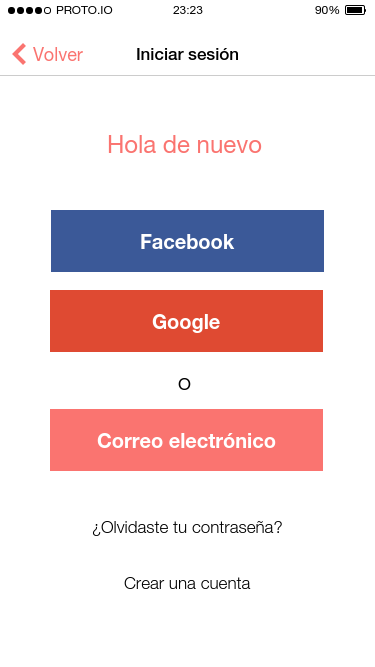 PROTO.IO 23:23 90%
Volver Iniciar sesión
Hola de nuevo
Facebook
Google
O
Correo electrónico
¿Olvidaste tu contraseña?
Crear una cuenta